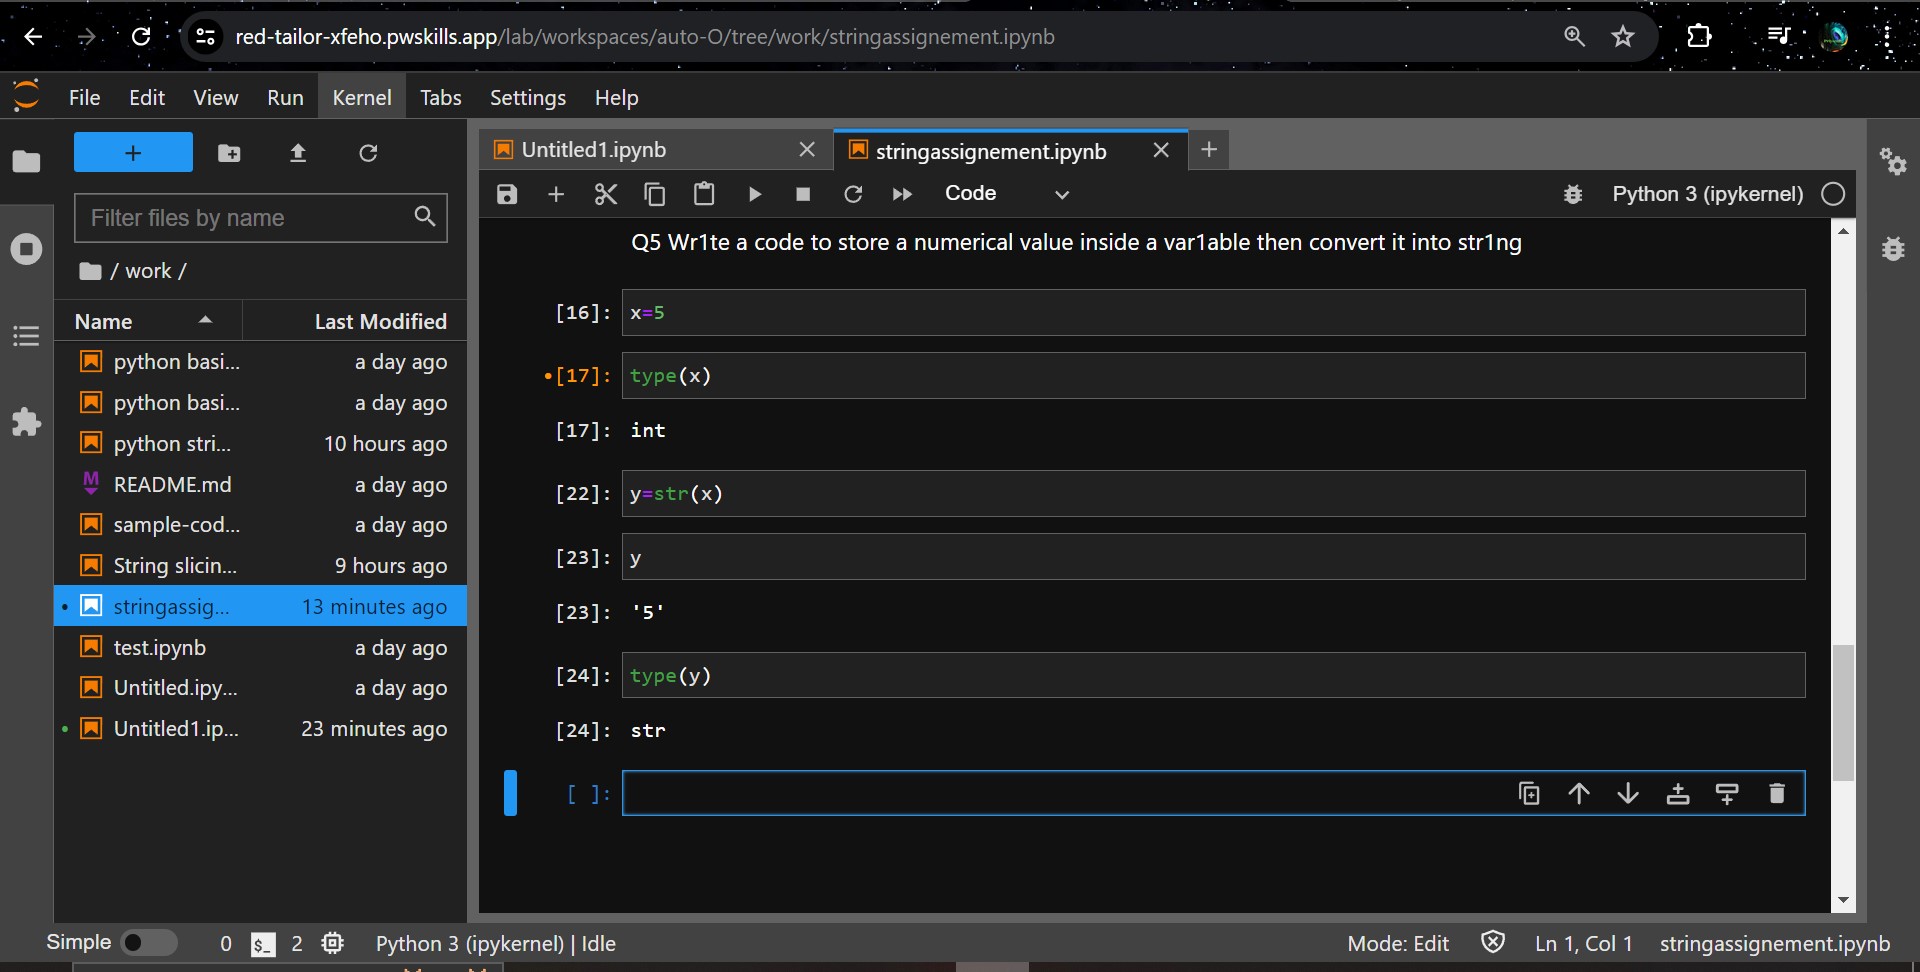 red-tailor-xfeho.pwskills.app/lab/workspaces/auto-O/tree/work/stringassignement.ipynb
File Edit View Run Kernel Tabs Settings Help
+
Filter files by name
/ work /
Name Last Modified
python basi... a day ago
python basi... a day ago
python stri... 10 hours ago
M README.md a day ago
sample-cod... a day ago
String slicin... 9 hours ago
stringassig... 13 minutes ago
test.ipynb a day ago
Untitled.ipy... a day ago
Untitled1.ip... 23 minutes ago
Untitled1.ipynb stringassignement.ipynb
Code Python 3 (ipykernel)
Q5 Wr1te a code to store a numerical value inside a var1able then convert it into str1ng
[16]: x=5
•[17]: type(x)
[17]: int
[22]: y=str(x)
[23]: y
[23]: '5'
[24]: type(y)
[24]: str
[ ]:
Simple 0 $_ 2 Python 3 (ipykernel) | Idle Mode: Edit Ln 1, Col 1 stringassignement.ipynb